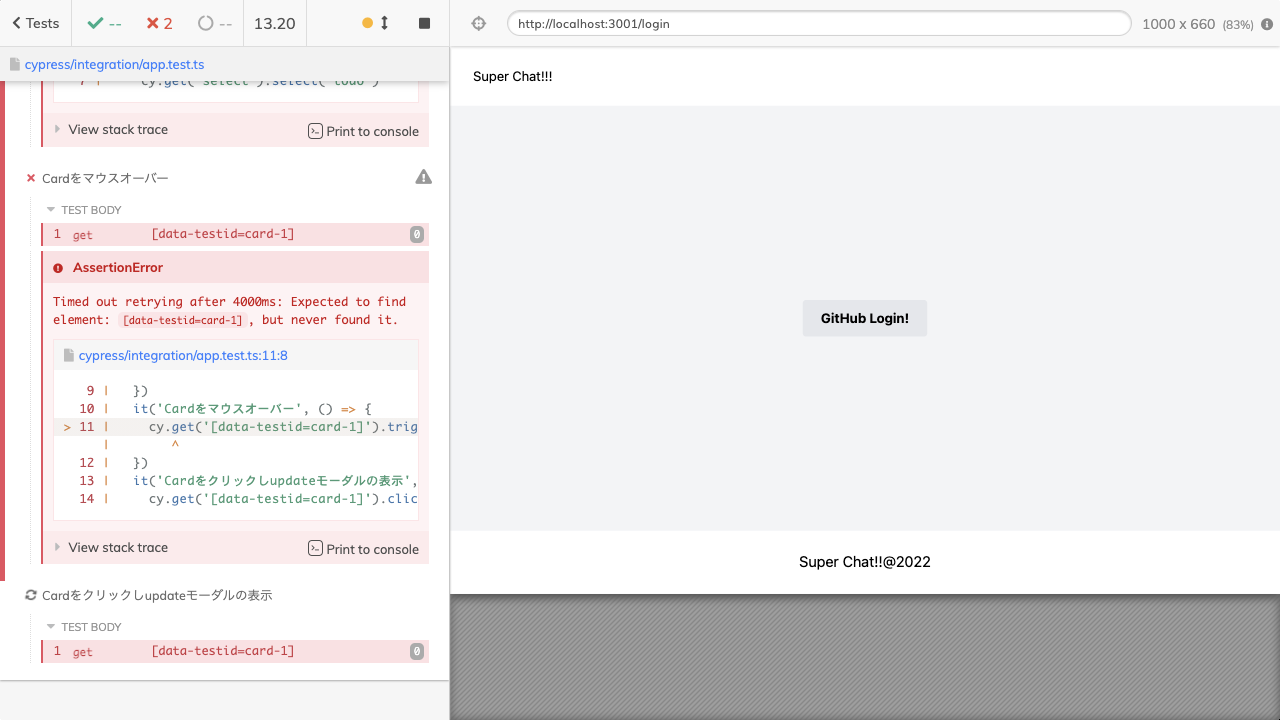 Tests
--
2
--
13.20
http://localhost:3001/login
1000 x 660 (83%)
cypress/integration/app.test.ts
7 | cy.get('select').select('todo')
View stack trace
Print to console
Cardをマウスオーバー
TEST BODY
1 get [data-testid=card-1] 0
AssertionError
Timed out retrying after 4000ms: Expected to find
element: [data-testid=card-1], but never found it.
cypress/integration/app.test.ts:11:8
9 | })
10 | it('Cardをマウスオーバー', () => {
> 11 | cy.get('[data-testid=card-1]').trig
| ^
12 | })
13 | it('Cardをクリックしupdateモーダルの表示',
14 | cy.get('[data-testid=card-1]').clic
View stack trace
Print to console
Cardをクリックしupdateモーダルの表示
TEST BODY
1 get [data-testid=card-1] 0
Super Chat!!!
GitHub Login!
Super Chat!!@2022